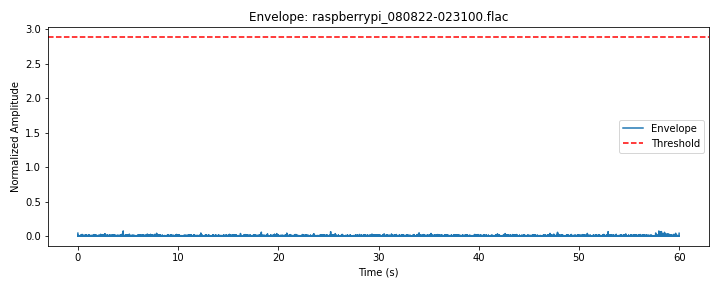 Envelope: raspberrypi_080822-023100.flac
3.0
2.5
2.0
1.5
1.0
0.5
0.0
Normalized Amplitude
Envelope
Threshold
0 10 20 30 40 50 60
Time (s)